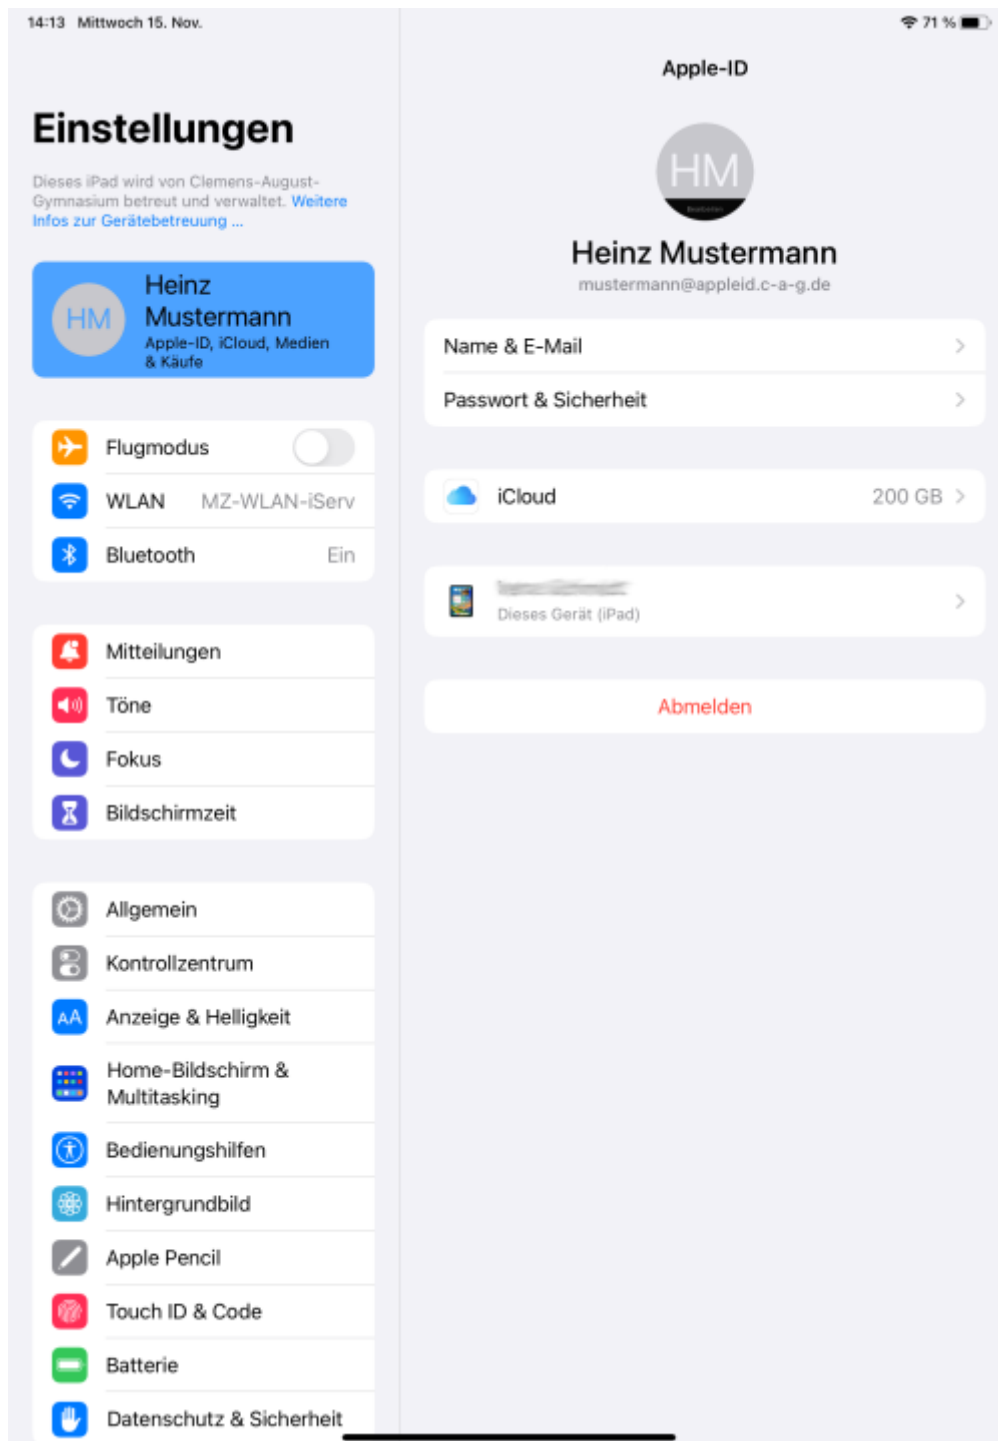 14:13 Mittwoch 15. Nov.
71 %
Einstellungen
Dieses iPad wird von Clemens-August-
Gymnasium betreut und verwaltet. Weitere
Infos zur Gerätebetreuung ...
HM
Heinz
Mustermann
Apple-ID, iCloud, Medien
& Käufe
Flugmodus
WLAN MZ-WLAN-iServ
Bluetooth Ein
Mitteilungen
Töne
Fokus
Bildschirmzeit
Allgemein
Kontrollzentrum
AA Anzeige & Helligkeit
Home-Bildschirm &
Multitasking
Bedienungshilfen
Hintergrundbild
Apple Pencil
Touch ID & Code
Batterie
Datenschutz & Sicherheit
Apple-ID
HM
Bearbeiten
Heinz Mustermann
mustermann@appleid.c-a-g.de
Name & E-Mail
Passwort & Sicherheit
iCloud 200 GB
Dieses Gerät (iPad)
Abmelden